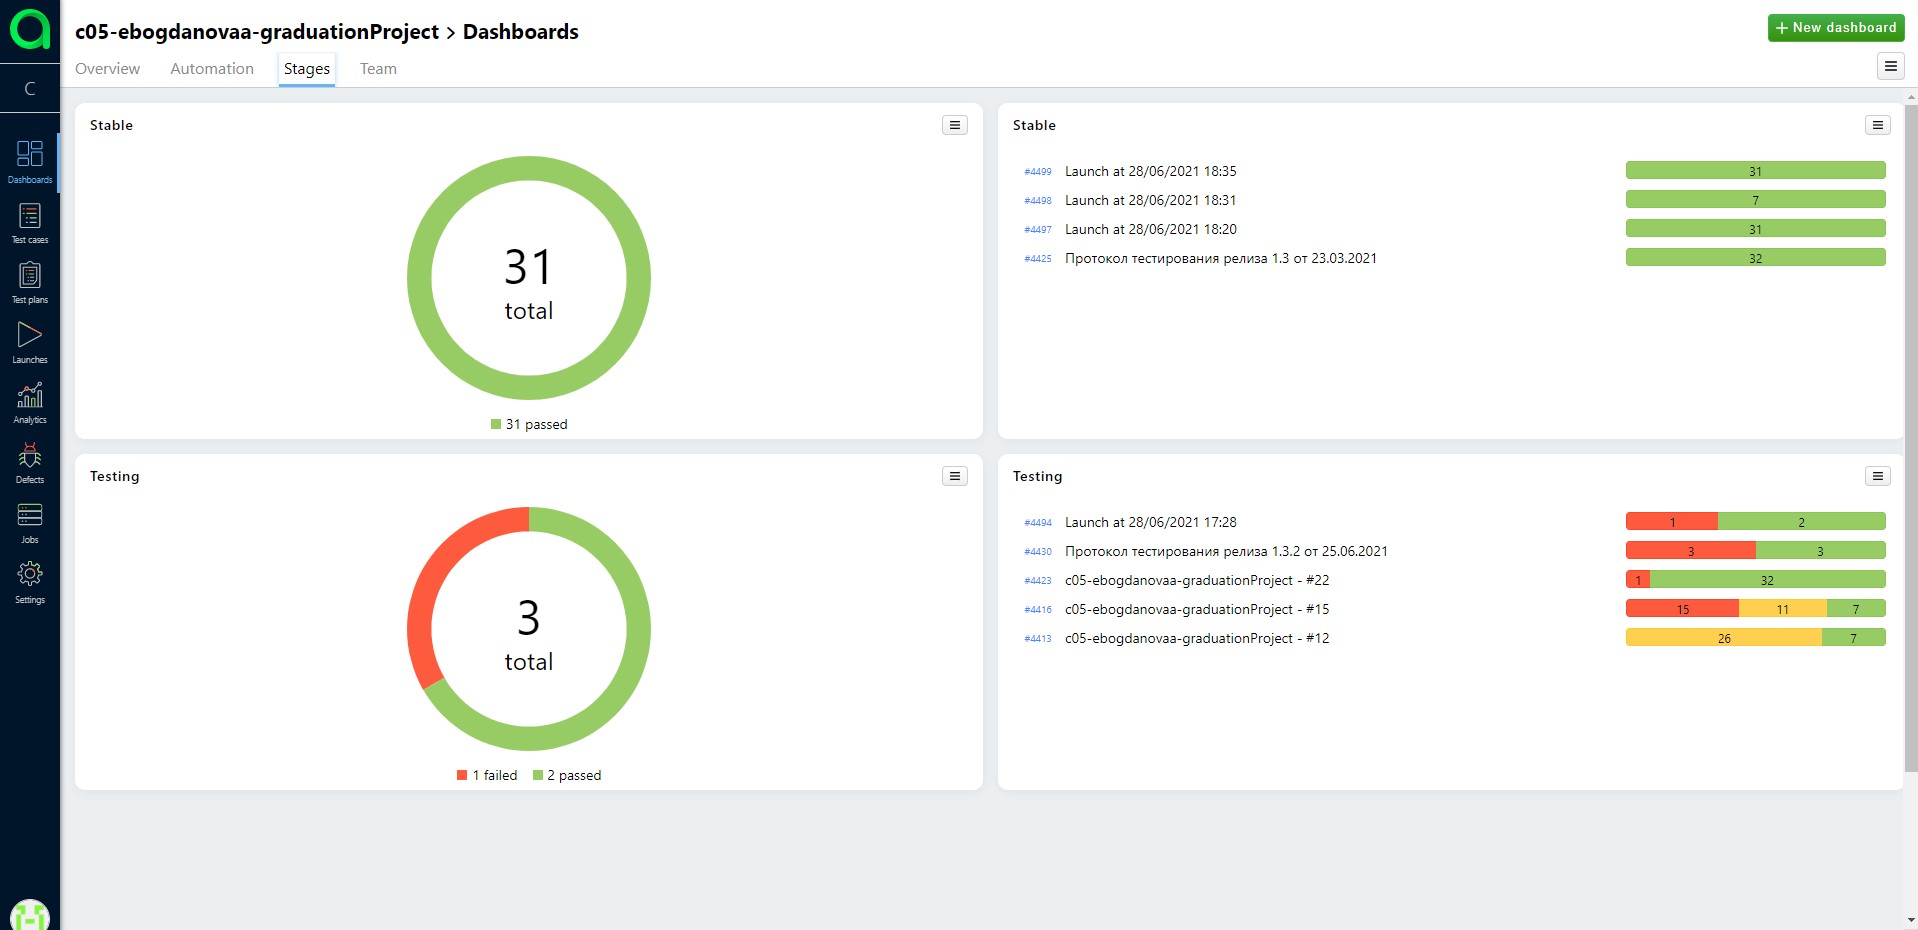 c05-ebogdanovaa-graduationProject > Dashboards
+ New dashboard
Overview Automation Stages Team
C
Dashboards
Test cases
Test plans
Launches
Analytics
Defects
Jobs
Settings
Stable
31
total
31 passed
Stable
#4499 Launch at 28/06/2021 18:35 31
#4498 Launch at 28/06/2021 18:31 7
#4497 Launch at 28/06/2021 18:20 31
#4425 Протокол тестирования релиза 1.3 от 23.03.2021 32
Testing
3
total
1 failed 2 passed
Testing
#4494 Launch at 28/06/2021 17:28 1 2
#4430 Протокол тестирования релиза 1.3.2 от 25.06.2021 3 3
#4423 c05-ebogdanovaa-graduationProject - #22 1 32
#4416 c05-ebogdanovaa-graduationProject - #15 15 11 7
#4413 c05-ebogdanovaa-graduationProject - #12 26 7